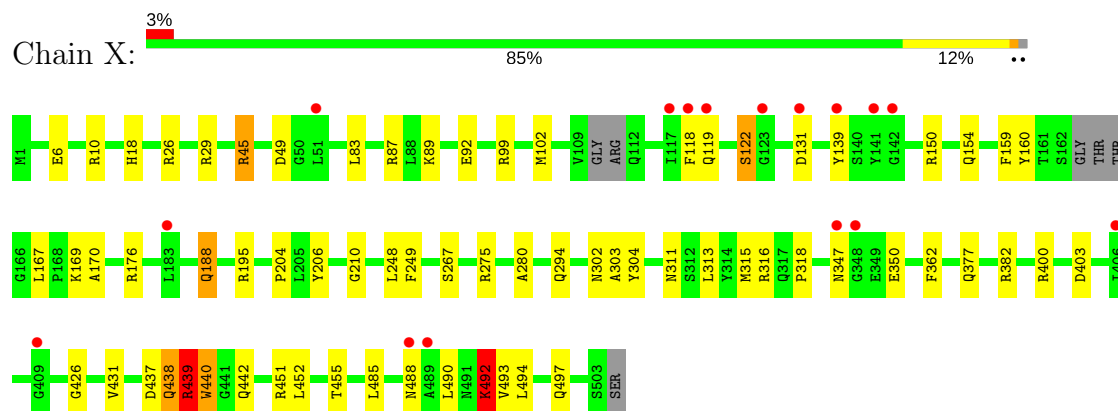 3%
Chain X:
85% 12% ••
M1 E6 R10 H18 R26 R29 R45 D49 G50 L51 L83 R87 L88 K89 E92 R99 M102 V109 GLY ARG Q112 I117 F118 Q119 S122 G123 D131 Y139 S140 Y141 G142 R150 Q154 F159 Y160 T161 S162 GLY THR
G166 L167 P168 K169 A170 R176 L183 Q188 R195 P204 L205 Y206 G210 L248 F249 S267 R275 A280 Q294 N302 A303 Y304 N311 S312 L313 Y314 M315 R316 Q317 P318 N347 G348 E349 E350 F362 Q377 R382 R400 D403
G409 G426 V431 D437 Q438 R439 W440 G441 Q442 R451 L452 T455 L485 N488 A489 L490 N491 K492 V493 L494 Q497 S503 SER